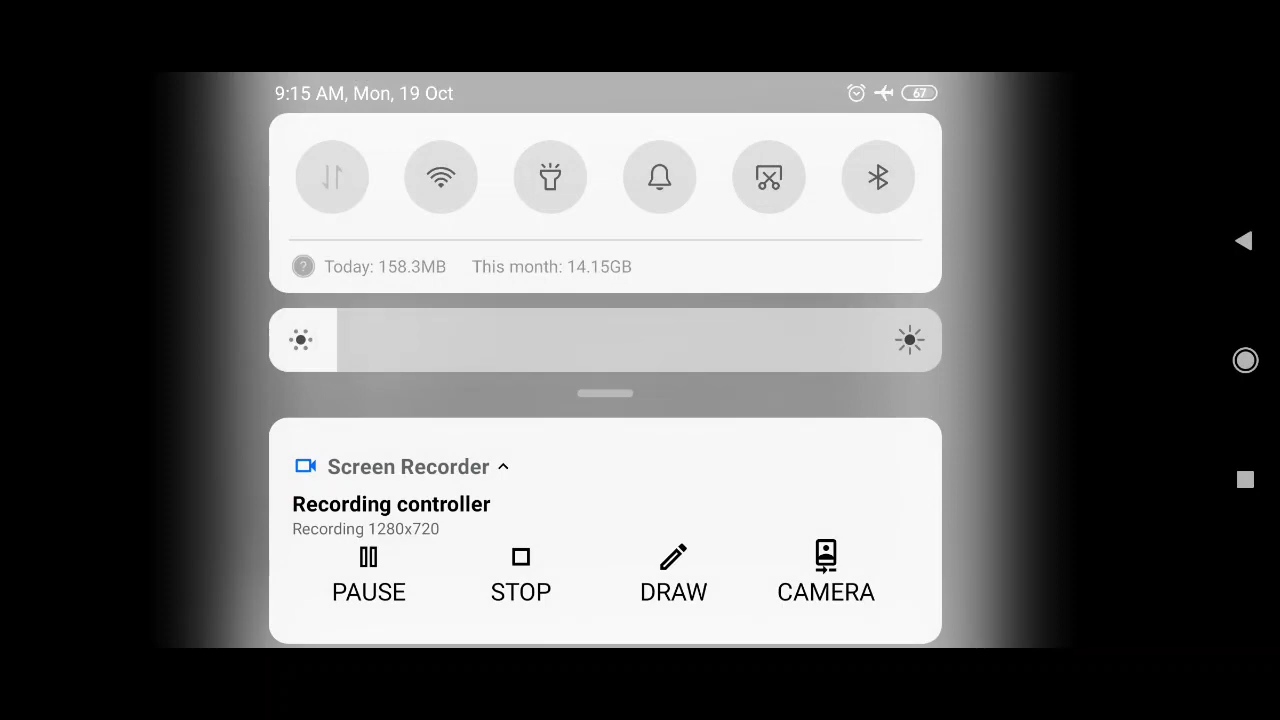 9:15 AM, Mon, 19 Oct
67
Today: 158.3MB This month: 14.15GB
Screen Recorder
Recording controller
Recording 1280x720
PAUSE STOP DRAW CAMERA